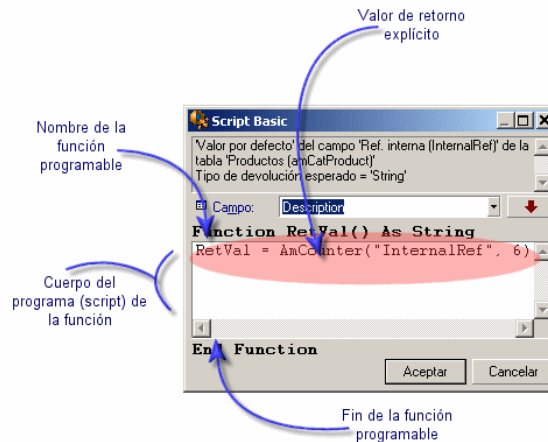 Valor de retorno
explícito
Script Basic
Nombre de la
función
programable
'Valor por defecto' del campo 'Ref. interna (InternalRef)' de la
tabla 'Productos (amCatProduct)'
Tipo de devolución esperado = 'String'
Campo:
Description
Function RetVal() As String
RetVal = AmCounter("InternalRef", 6)
Cuerpo del
programa (script) de
la función
End Function
Aceptar
Cancelar
Fin de la función
programable